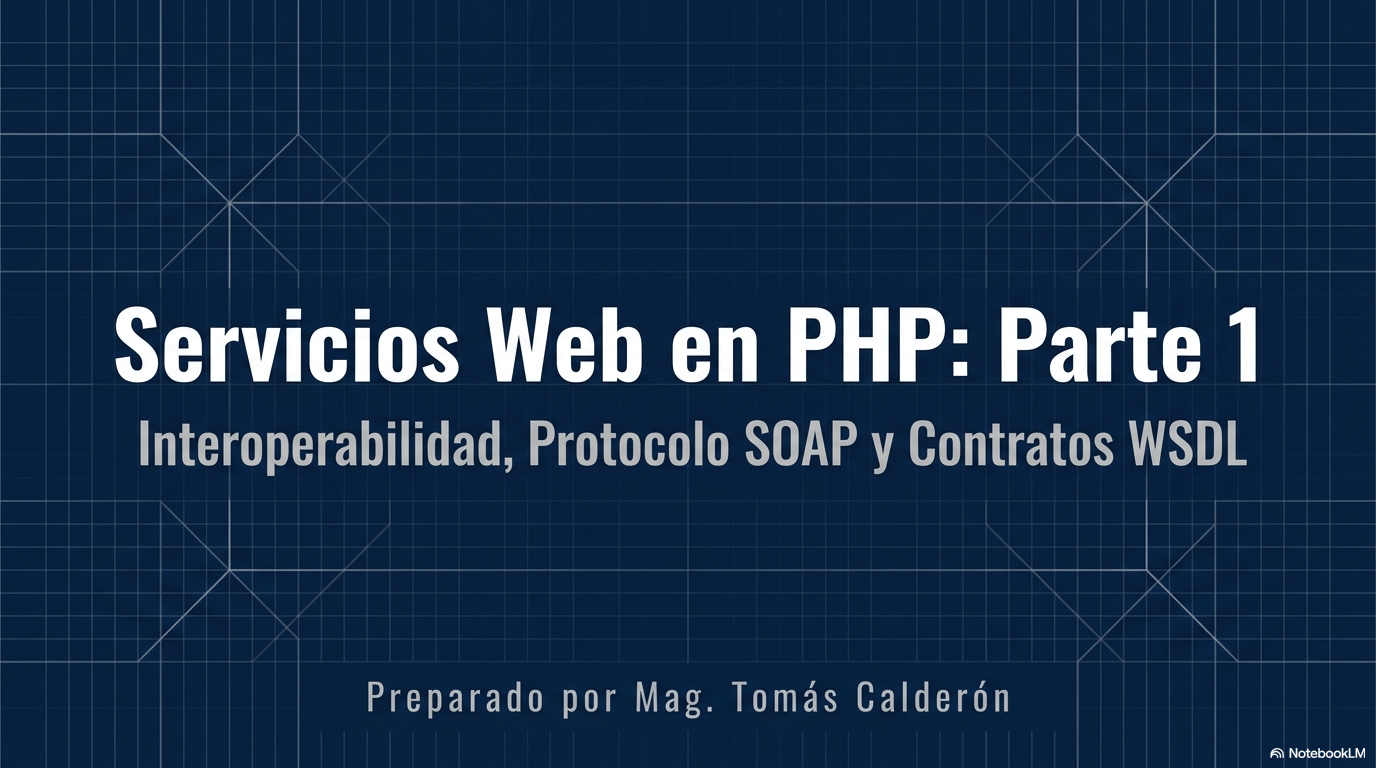 Servicios Web en PHP: Parte 1
Interoperabilidad, Protocolo SOAP y Contratos WSDL
Preparado por Mag. Tomás Calderón
NotebookLM